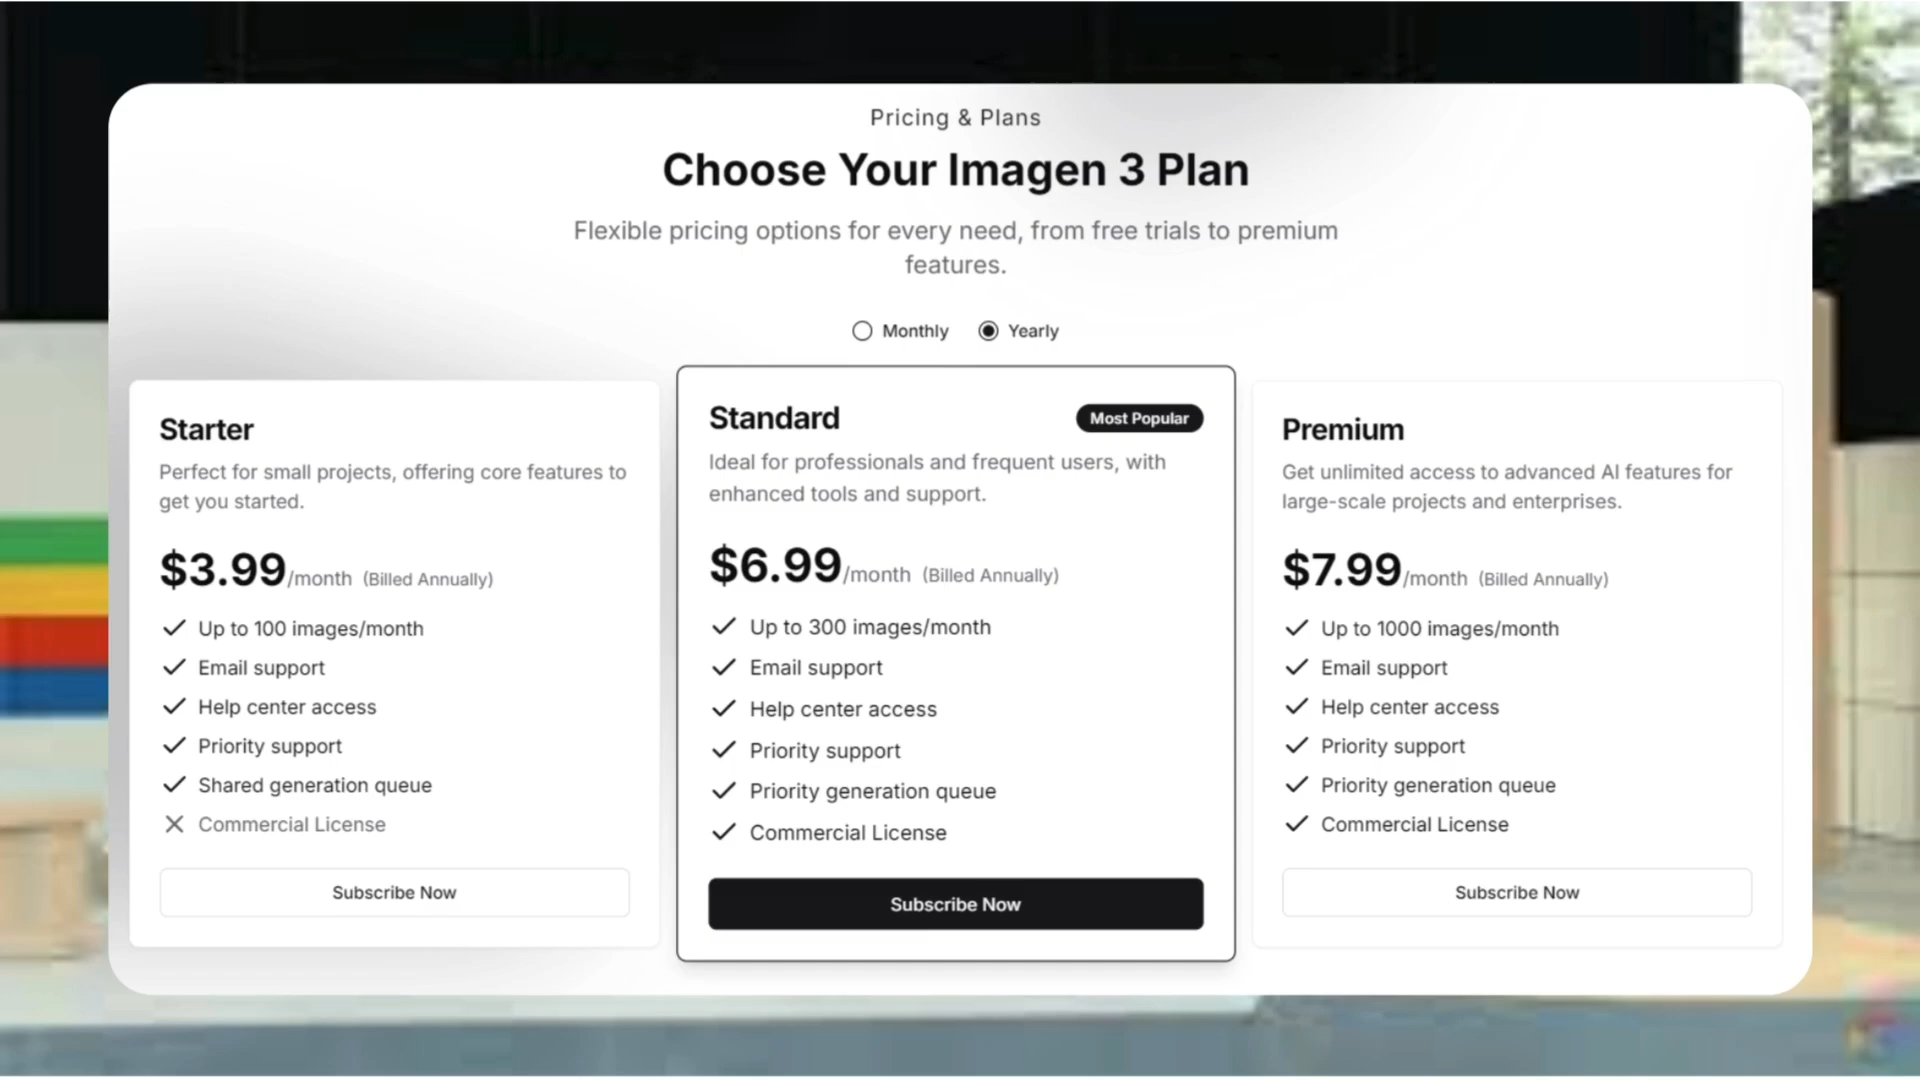 Pricing & Plans
Choose Your Imagen 3 Plan
Flexible pricing options for every need, from free trials to premium
features.
Monthly
Yearly
Starter
Perfect for small projects, offering core features to
get you started.
$3.99/month (Billed Annually)
Up to 100 images/month
Email support
Help center access
Priority support
Shared generation queue
Commercial License
Subscribe Now
Standard
Most Popular
Ideal for professionals and frequent users, with
enhanced tools and support.
$6.99/month (Billed Annually)
Up to 300 images/month
Email support
Help center access
Priority support
Priority generation queue
Commercial License
Subscribe Now
Premium
Get unlimited access to advanced AI features for
large-scale projects and enterprises.
$7.99/month (Billed Annually)
Up to 1000 images/month
Email support
Help center access
Priority support
Priority generation queue
Commercial License
Subscribe Now